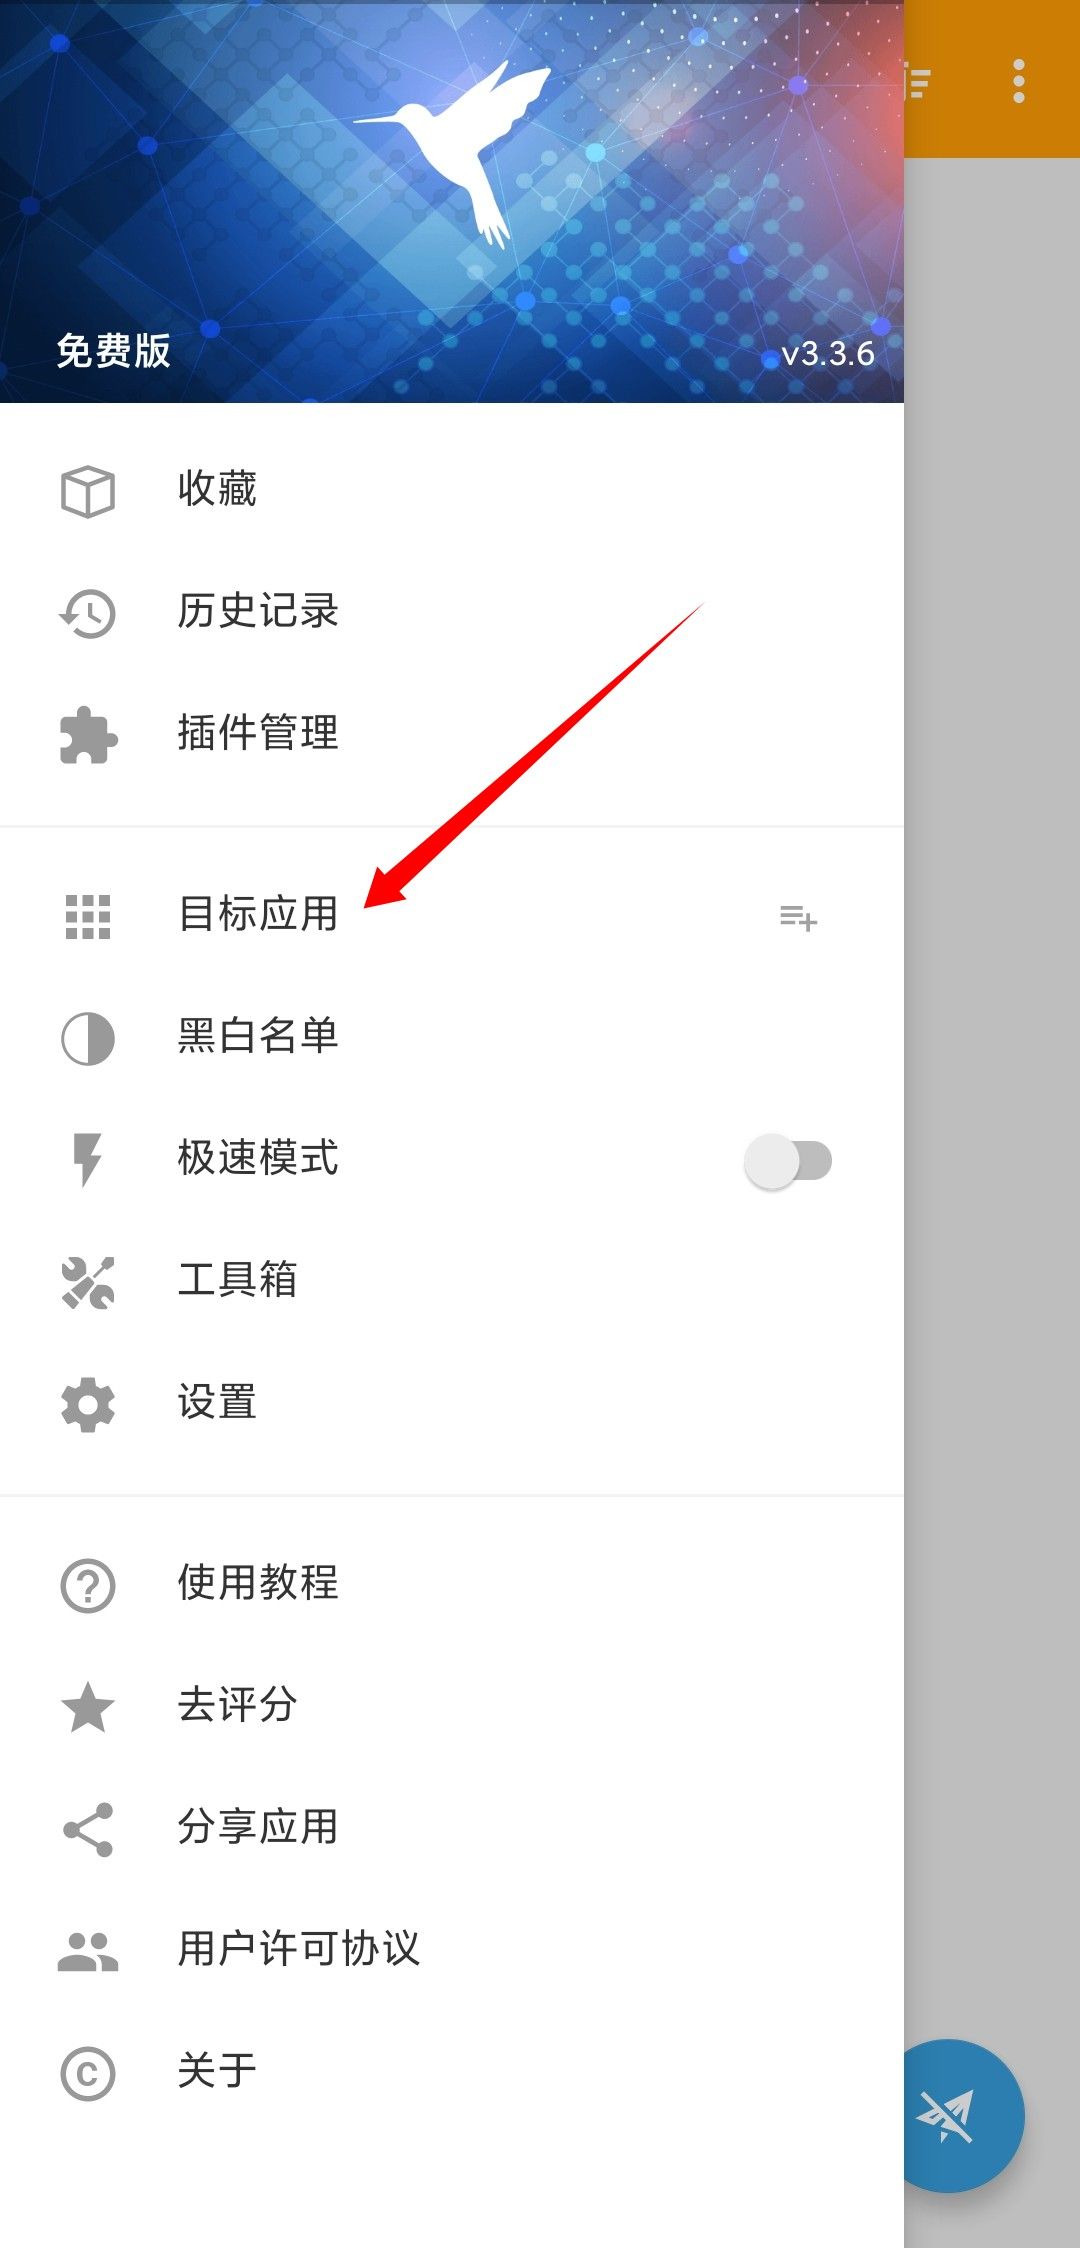 免费版
v3.3.6
收藏
历史记录
插件管理
目标应用
黑白名单
极速模式
工具箱
设置
使用教程
去评分
分享应用
用户许可协议
关于